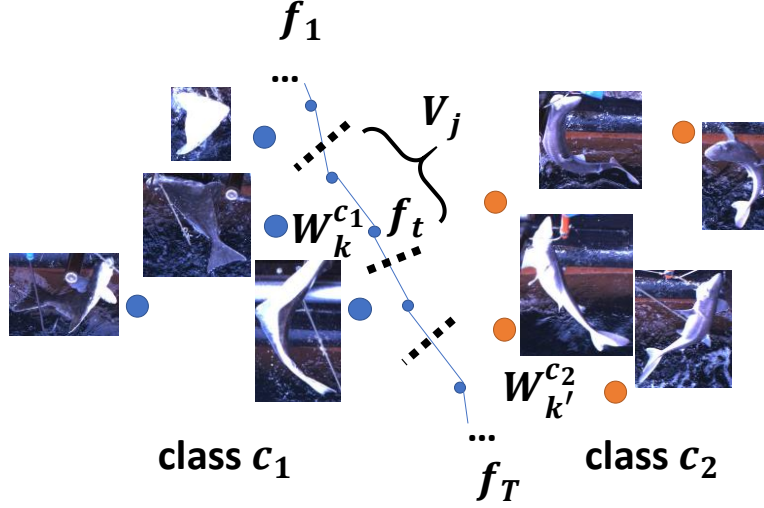 f_1
...
V_j
W_k^{c_1} f_t
W_{k'}^{c_2}
...
class c_1
class c_2
f_T